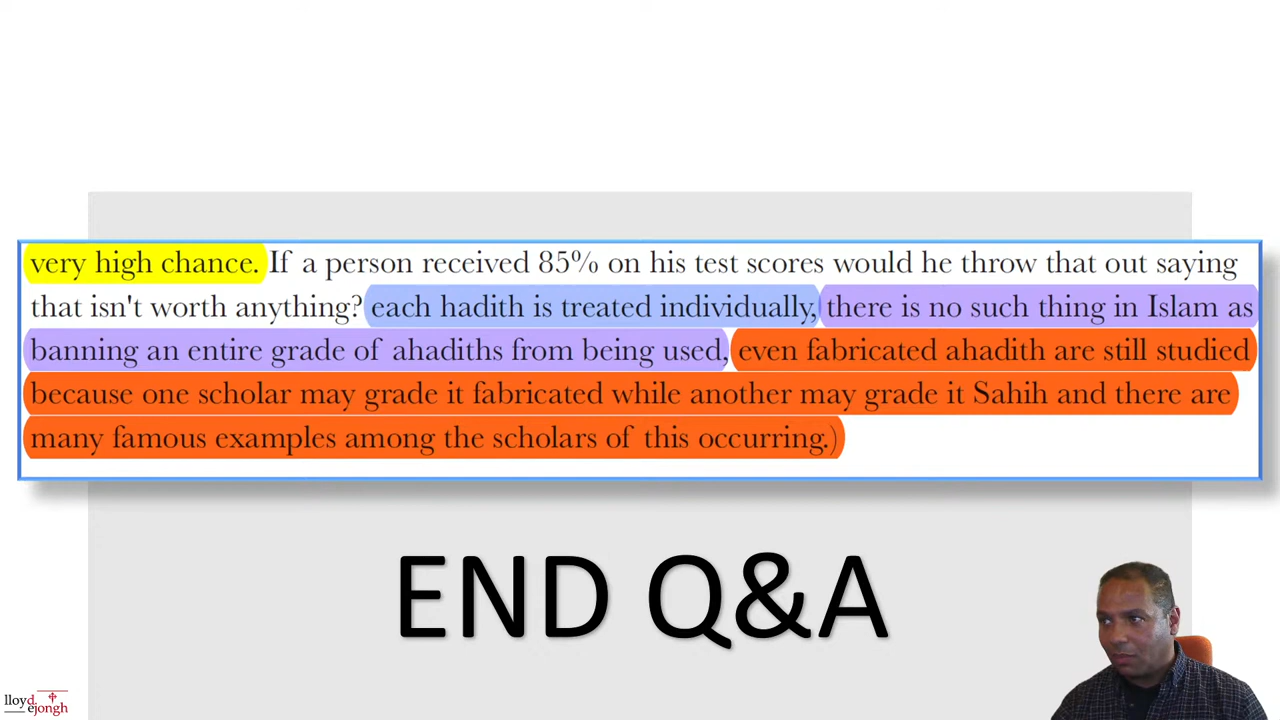 very high chance. If a person received 85% on his test scores would he throw that out saying
that isn't worth anything? each hadith is treated individually, there is no such thing in Islam as
banning an entire grade of ahadiths from being used, even fabricated ahadith are still studied
because one scholar may grade it fabricated while another may grade it Sahih and there are
many famous examples among the scholars of this occurring.)
END Q&A
lloyd
ejongh